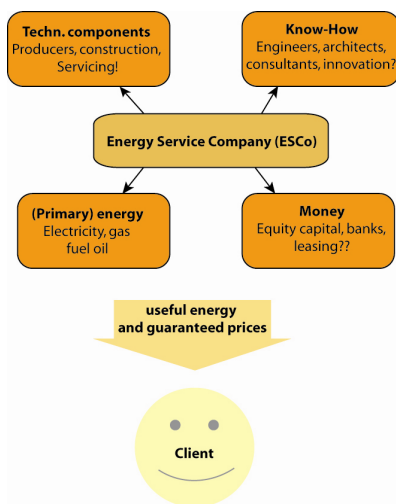 Techn. components
Producers, construction,
Servicing!
Know-How
Engineers, architects,
consultants, innovation?
Energy Service Company (ESCo)
(Primary) energy
Electricity, gas
fuel oil
Money
Equity capital, banks,
leasing??
useful energy
and guaranteed prices
Client